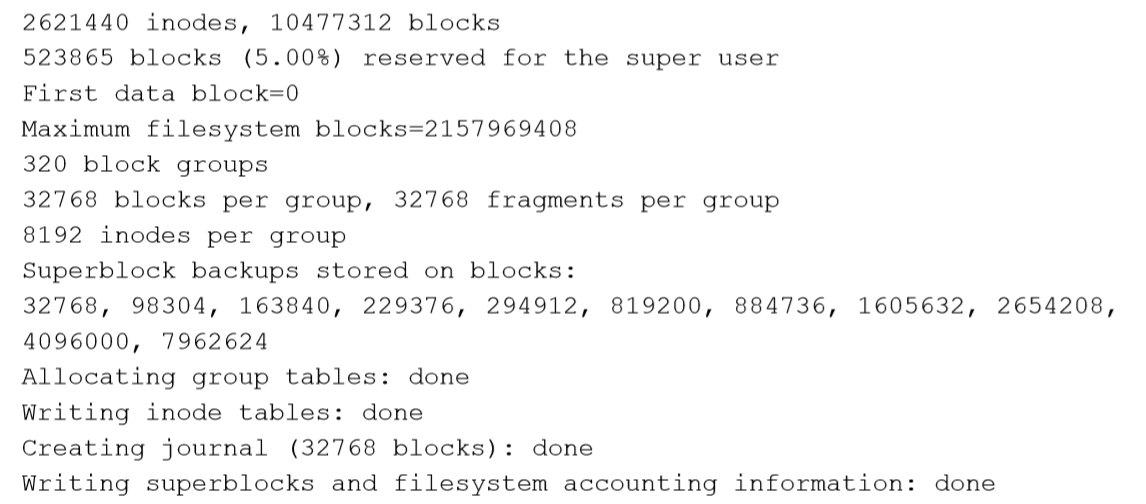 2621440 inodes, 10477312 blocks
523865 blocks (5.00%) reserved for the super user
First data block=0
Maximum filesystem blocks=2157969408
320 block groups
32768 blocks per group, 32768 fragments per group
8192 inodes per group
Superblock backups stored on blocks:
32768, 98304, 163840, 229376, 294912, 819200, 884736, 1605632, 2654208,
4096000, 7962624
Allocating group tables: done
Writing inode tables: done
Creating journal (32768 blocks): done
Writing superblocks and filesystem accounting information: done